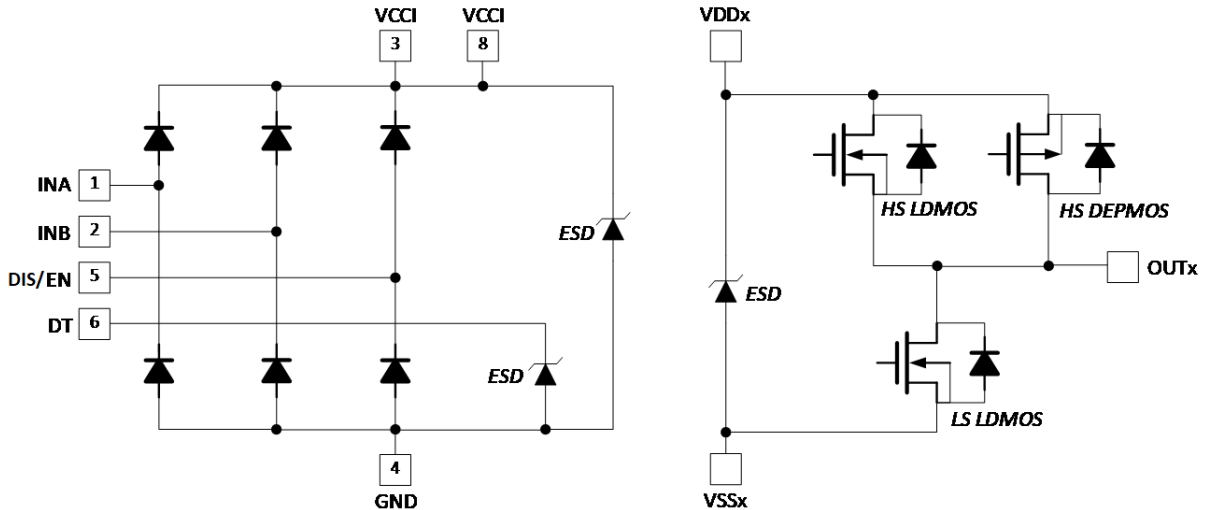 VCCI VCCI
3 8
VDDx
INA 1
INB 2
DIS/EN 5
DT 6
ESD
ESD
ESD
HS LDMOS
HS DEPMOS
OUTx
LS LDMOS
4
GND
VSSx